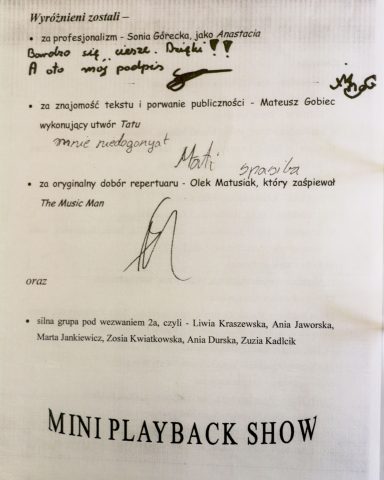 Wyróżnieni zostali –
• za profesjonalizm - Sonia Górecka, jako Anastacia
Bardzo się cieszę. Dzięki!!
A oto mój podpis
• za znajomość tekstu i porwanie publiczności - Mateusz Gobiec
wykonujący utwór Tatu
mnie niedogonyat
Mati spasiba
• za oryginalny dobór repertuaru - Olek Matusiak, który zaśpiewał
The Music Man
oraz
• silna grupa pod wezwaniem 2a, czyli - Liwia Kraszewska, Ania Jaworska,
Marta Jankiewicz, Zosia Kwiatkowska, Ania Durska, Zuzia Kadlcik
MINI PLAYBACK SHOW